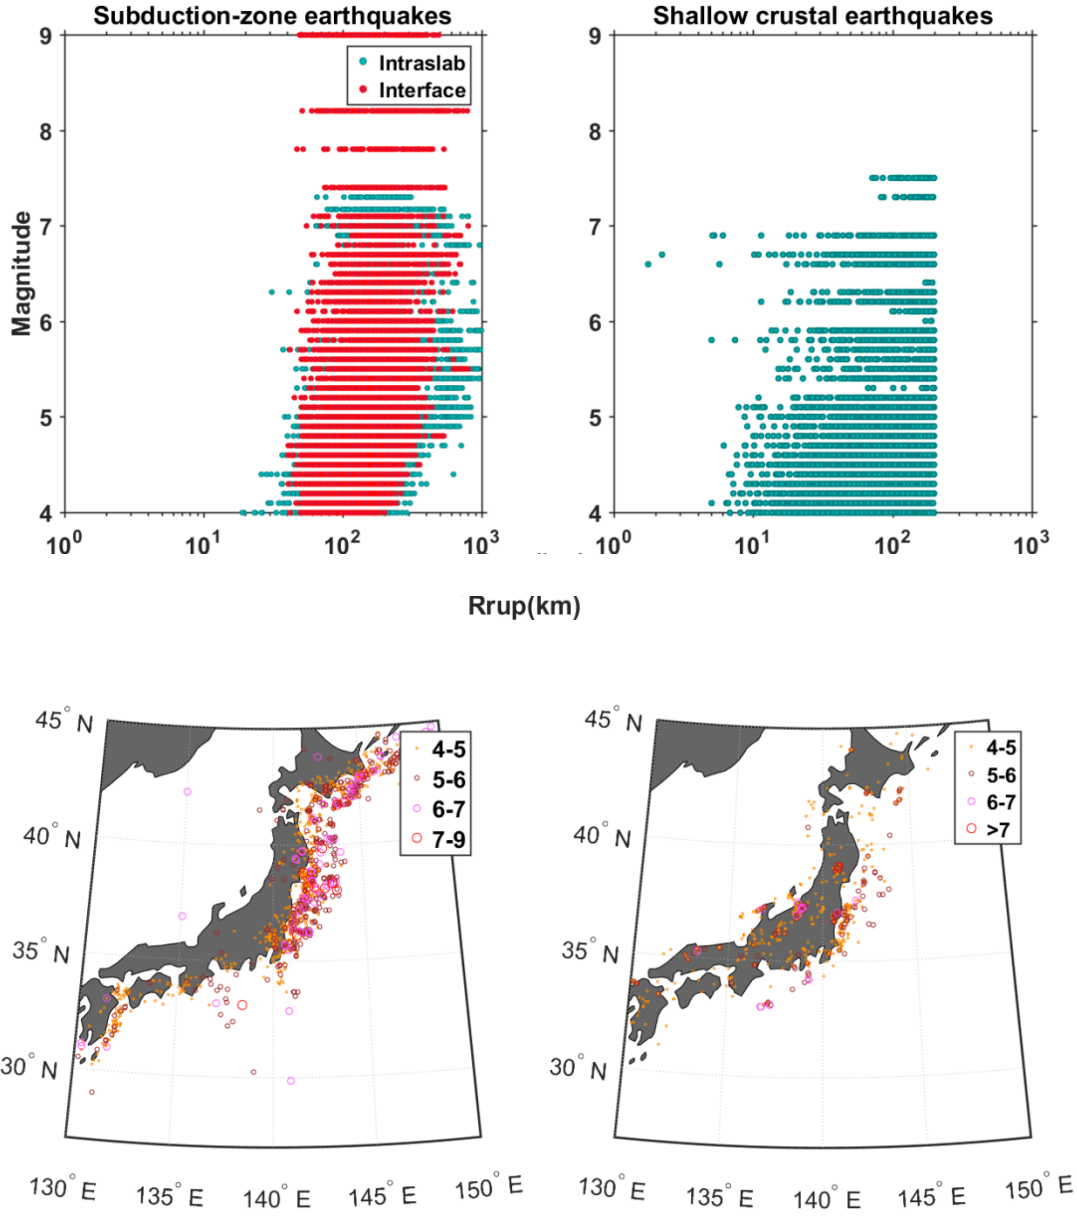 Subduction-zone earthquakes
Shallow crustal earthquakes
Magnitude
9
8
7
6
5
4
10^0 10^1 10^2 10^3
Intraslab
Interface
9
8
7
6
5
4
10^0 10^1 10^2 10^3
Rrup(km)
45° N
40° N
35° N
30° N
130° E 135° E 140° E 145° E 150° E
4-5
5-6
6-7
7-9
45° N
40° N
35° N
30° N
130° E 135° E 140° E 145° E 150° E
4-5
5-6
6-7
>7